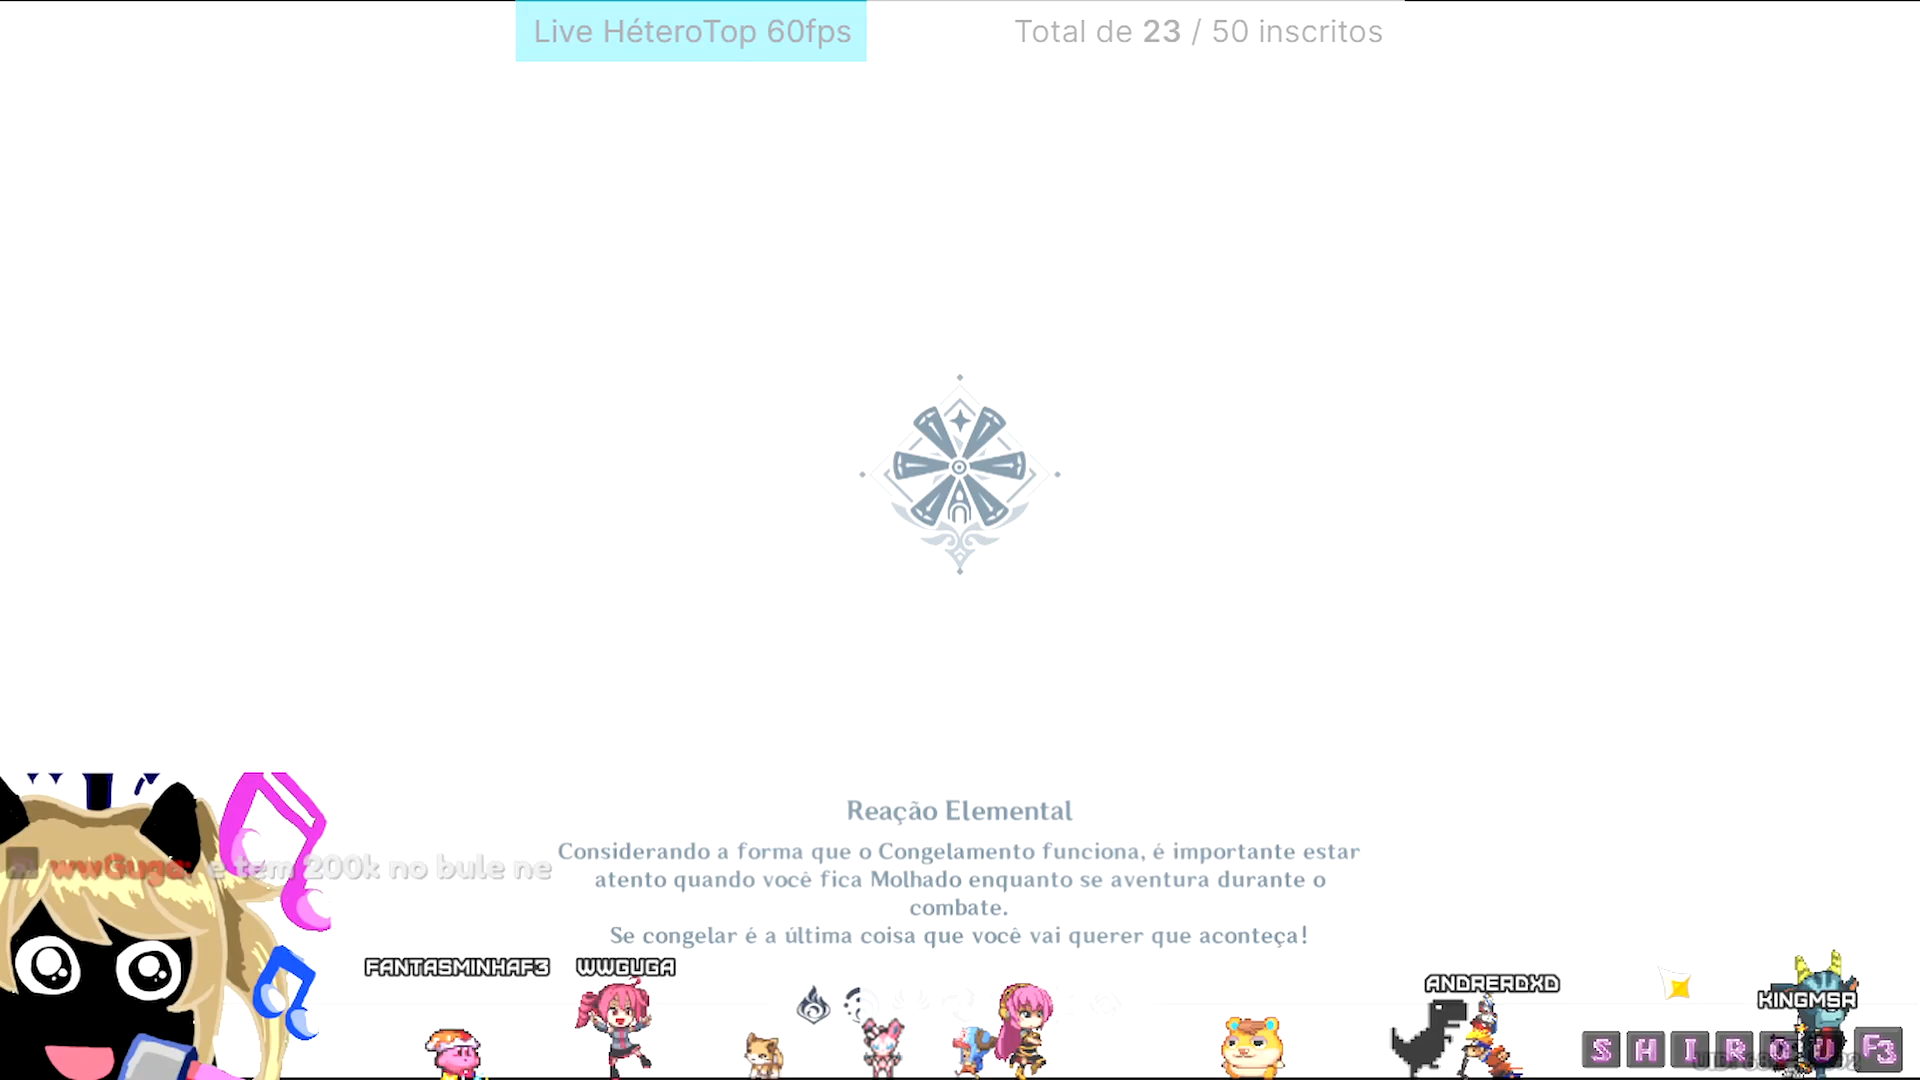 Live HéteroTop 60fps
Total de 23 / 50 inscritos
Reação Elemental
wwGuga: e tem 200k no bule ne
Considerando a forma que o Congelamento funciona, é importante estar
atento quando você fica Molhado enquanto se aventura durante o
combate.
Se congelar é a última coisa que você vai querer que aconteça!
FANTASMINHAF3
WWGUGA
ANDRERDXD
KINGMSR
SHIROUF3